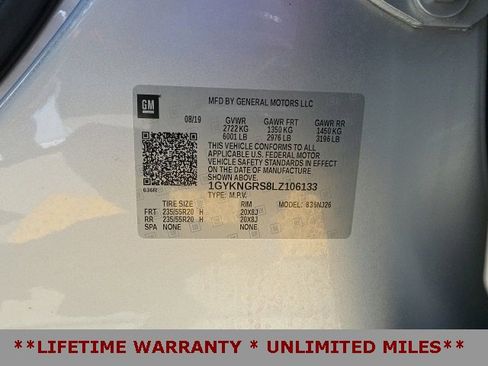 GM
MFD BY GENERAL MOTORS LLC
08/19 GVWR GAWR FRT GAWR RR
2722 KG 1350 KG 1450 KG
6001 LB 2976 LB 3196 LB
THIS VEHICLE CONFORMS TO ALL
APPLICABLE U.S. FEDERAL MOTOR
VEHICLE SAFETY STANDARDS IN EFFECT
ON THE DATE OF MANUFACTURE
SHOWN ABOVE.
036R 1GYKNGRS8LZ106133
TYPE: M.P.V.
TIRE SIZE RIM MODEL: 836NJ26
FRT 235/55R20 H 20X8J
RR 235/55R20 H 20X8J
SPA NONE NONE
**LIFETIME WARRANTY * UNLIMITED MILES**